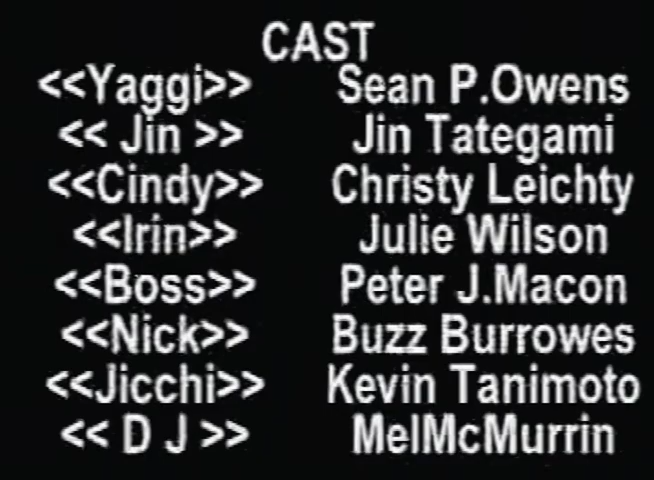 CAST
<<Yaggi>> Sean P.Owens
<< Jin >> Jin Tategami
<<Cindy>> Christy Leichty
<<Irin>> Julie Wilson
<<Boss>> Peter J.Macon
<<Nick>> Buzz Burrowes
<<Jicchi>> Kevin Tanimoto
<< D J >> MelMcMurrin